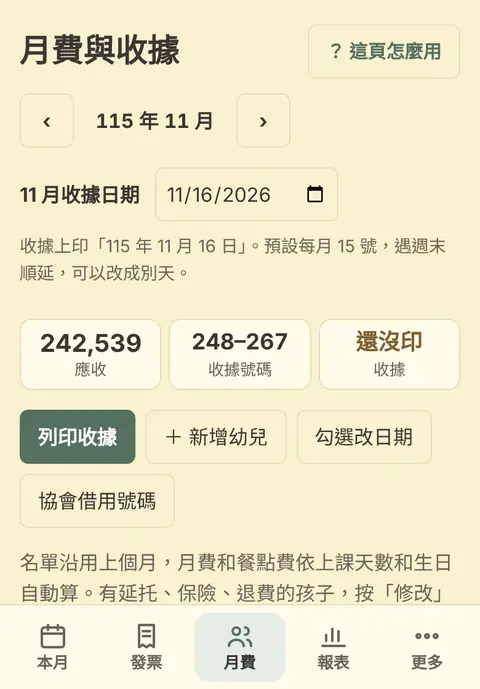 月費與收據
? 這頁怎麼用
‹ 115 年 11 月 ›
11 月收據日期 11/16/2026
收據上印「115 年 11 月 16 日」。預設每月 15 號，遇週末
順延，可以改成別天。
242,539 248–267 還沒印
應收 收據號碼 收據
列印收據 ＋ 新增幼兒 勾選改日期
協會借用號碼
名單沿用上個月，月費和餐點費依上課天數和生日
自動算。有延托、保險、退費的孩子，按「修改」
本月 發票 月費 報表 更多